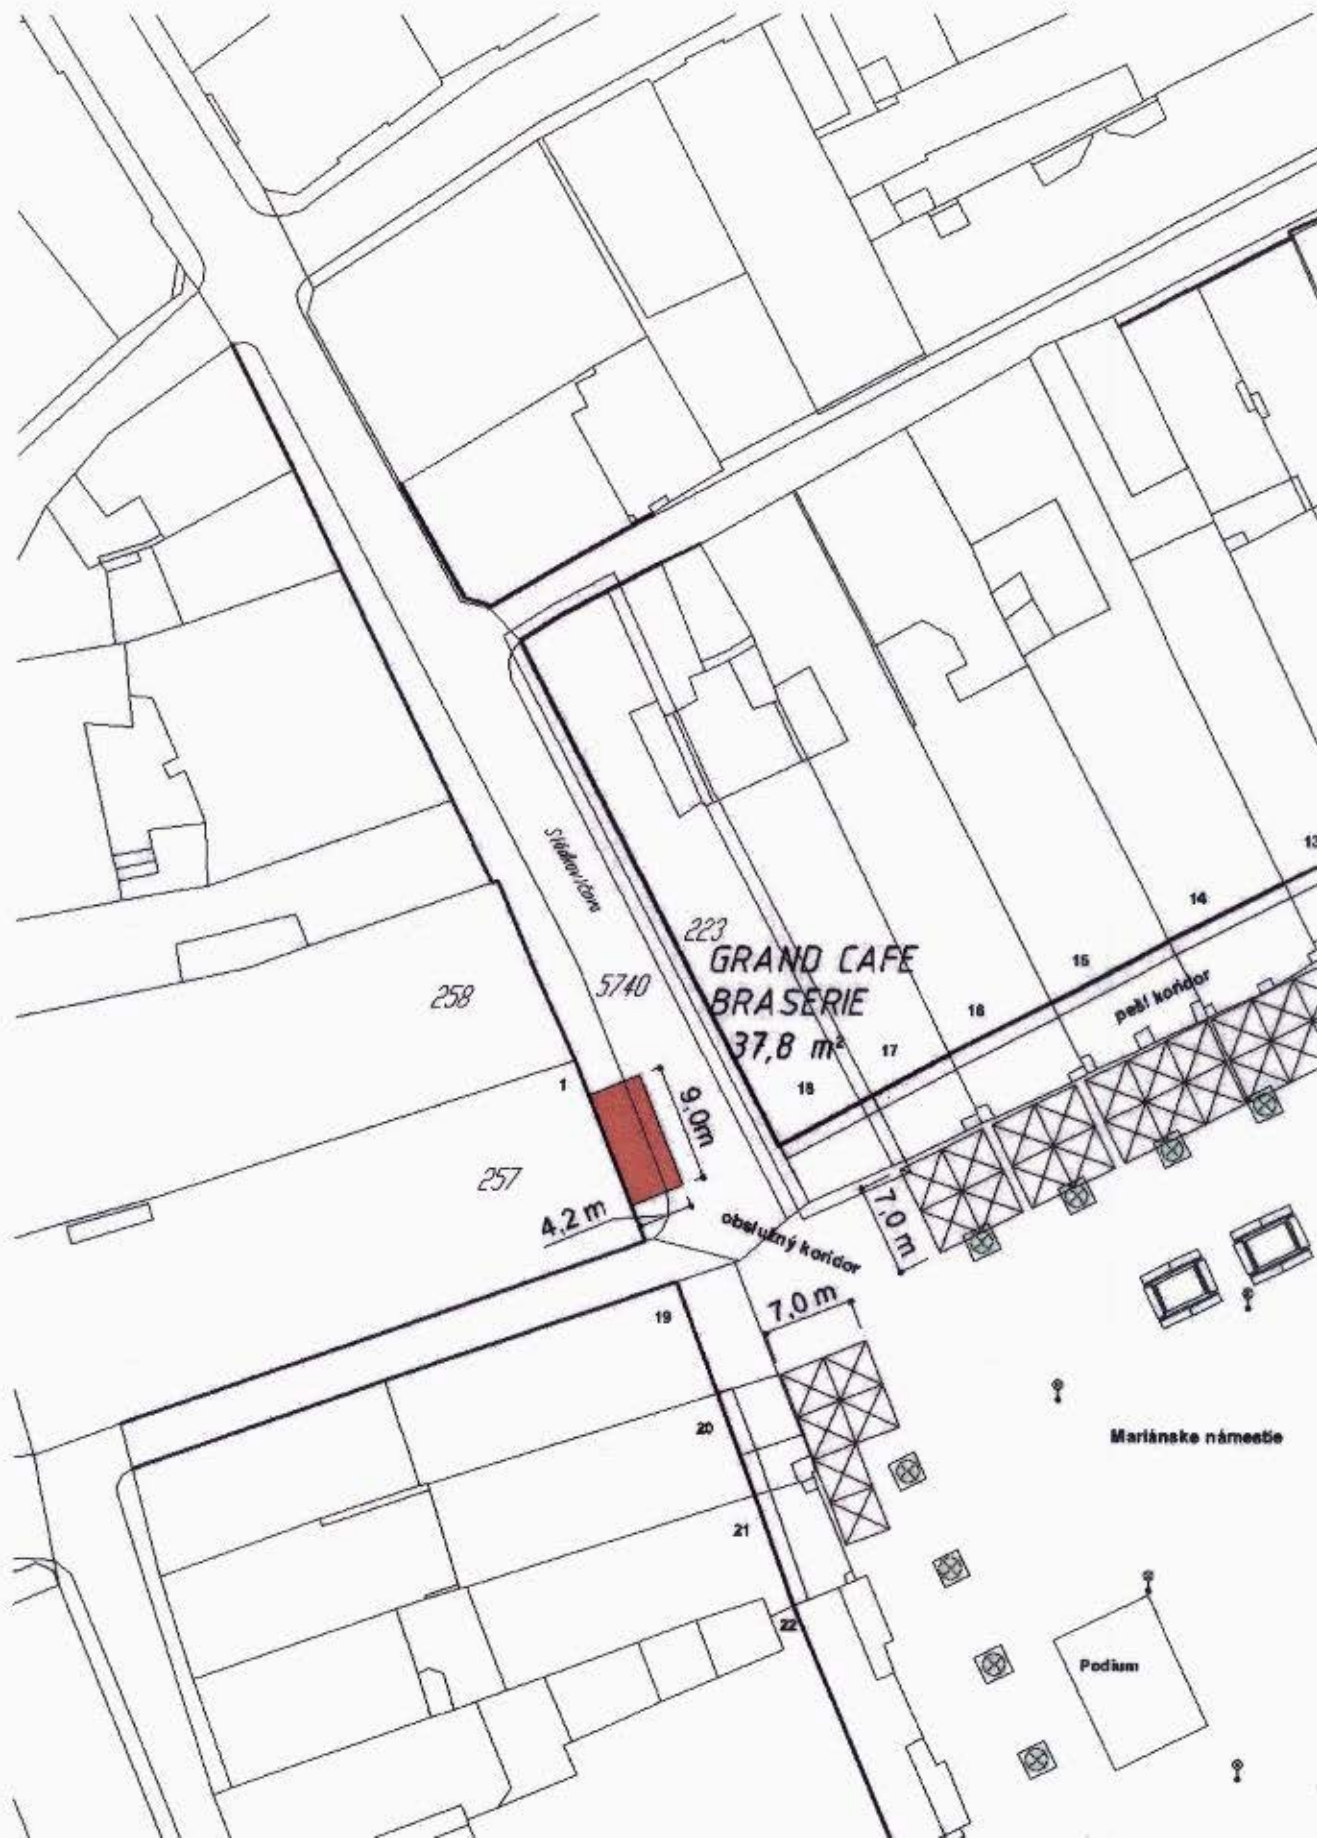 Sládkovičova
223
GRAND CAFE
BRASERIE
37,8 m²
258
5740
13
14
15
16
17
18
peší koridor
1
9,0m
257
4,2 m
obslužný koridor
7,0 m
7,0 m
19
20
21
22
Mariánske námestie
Podium